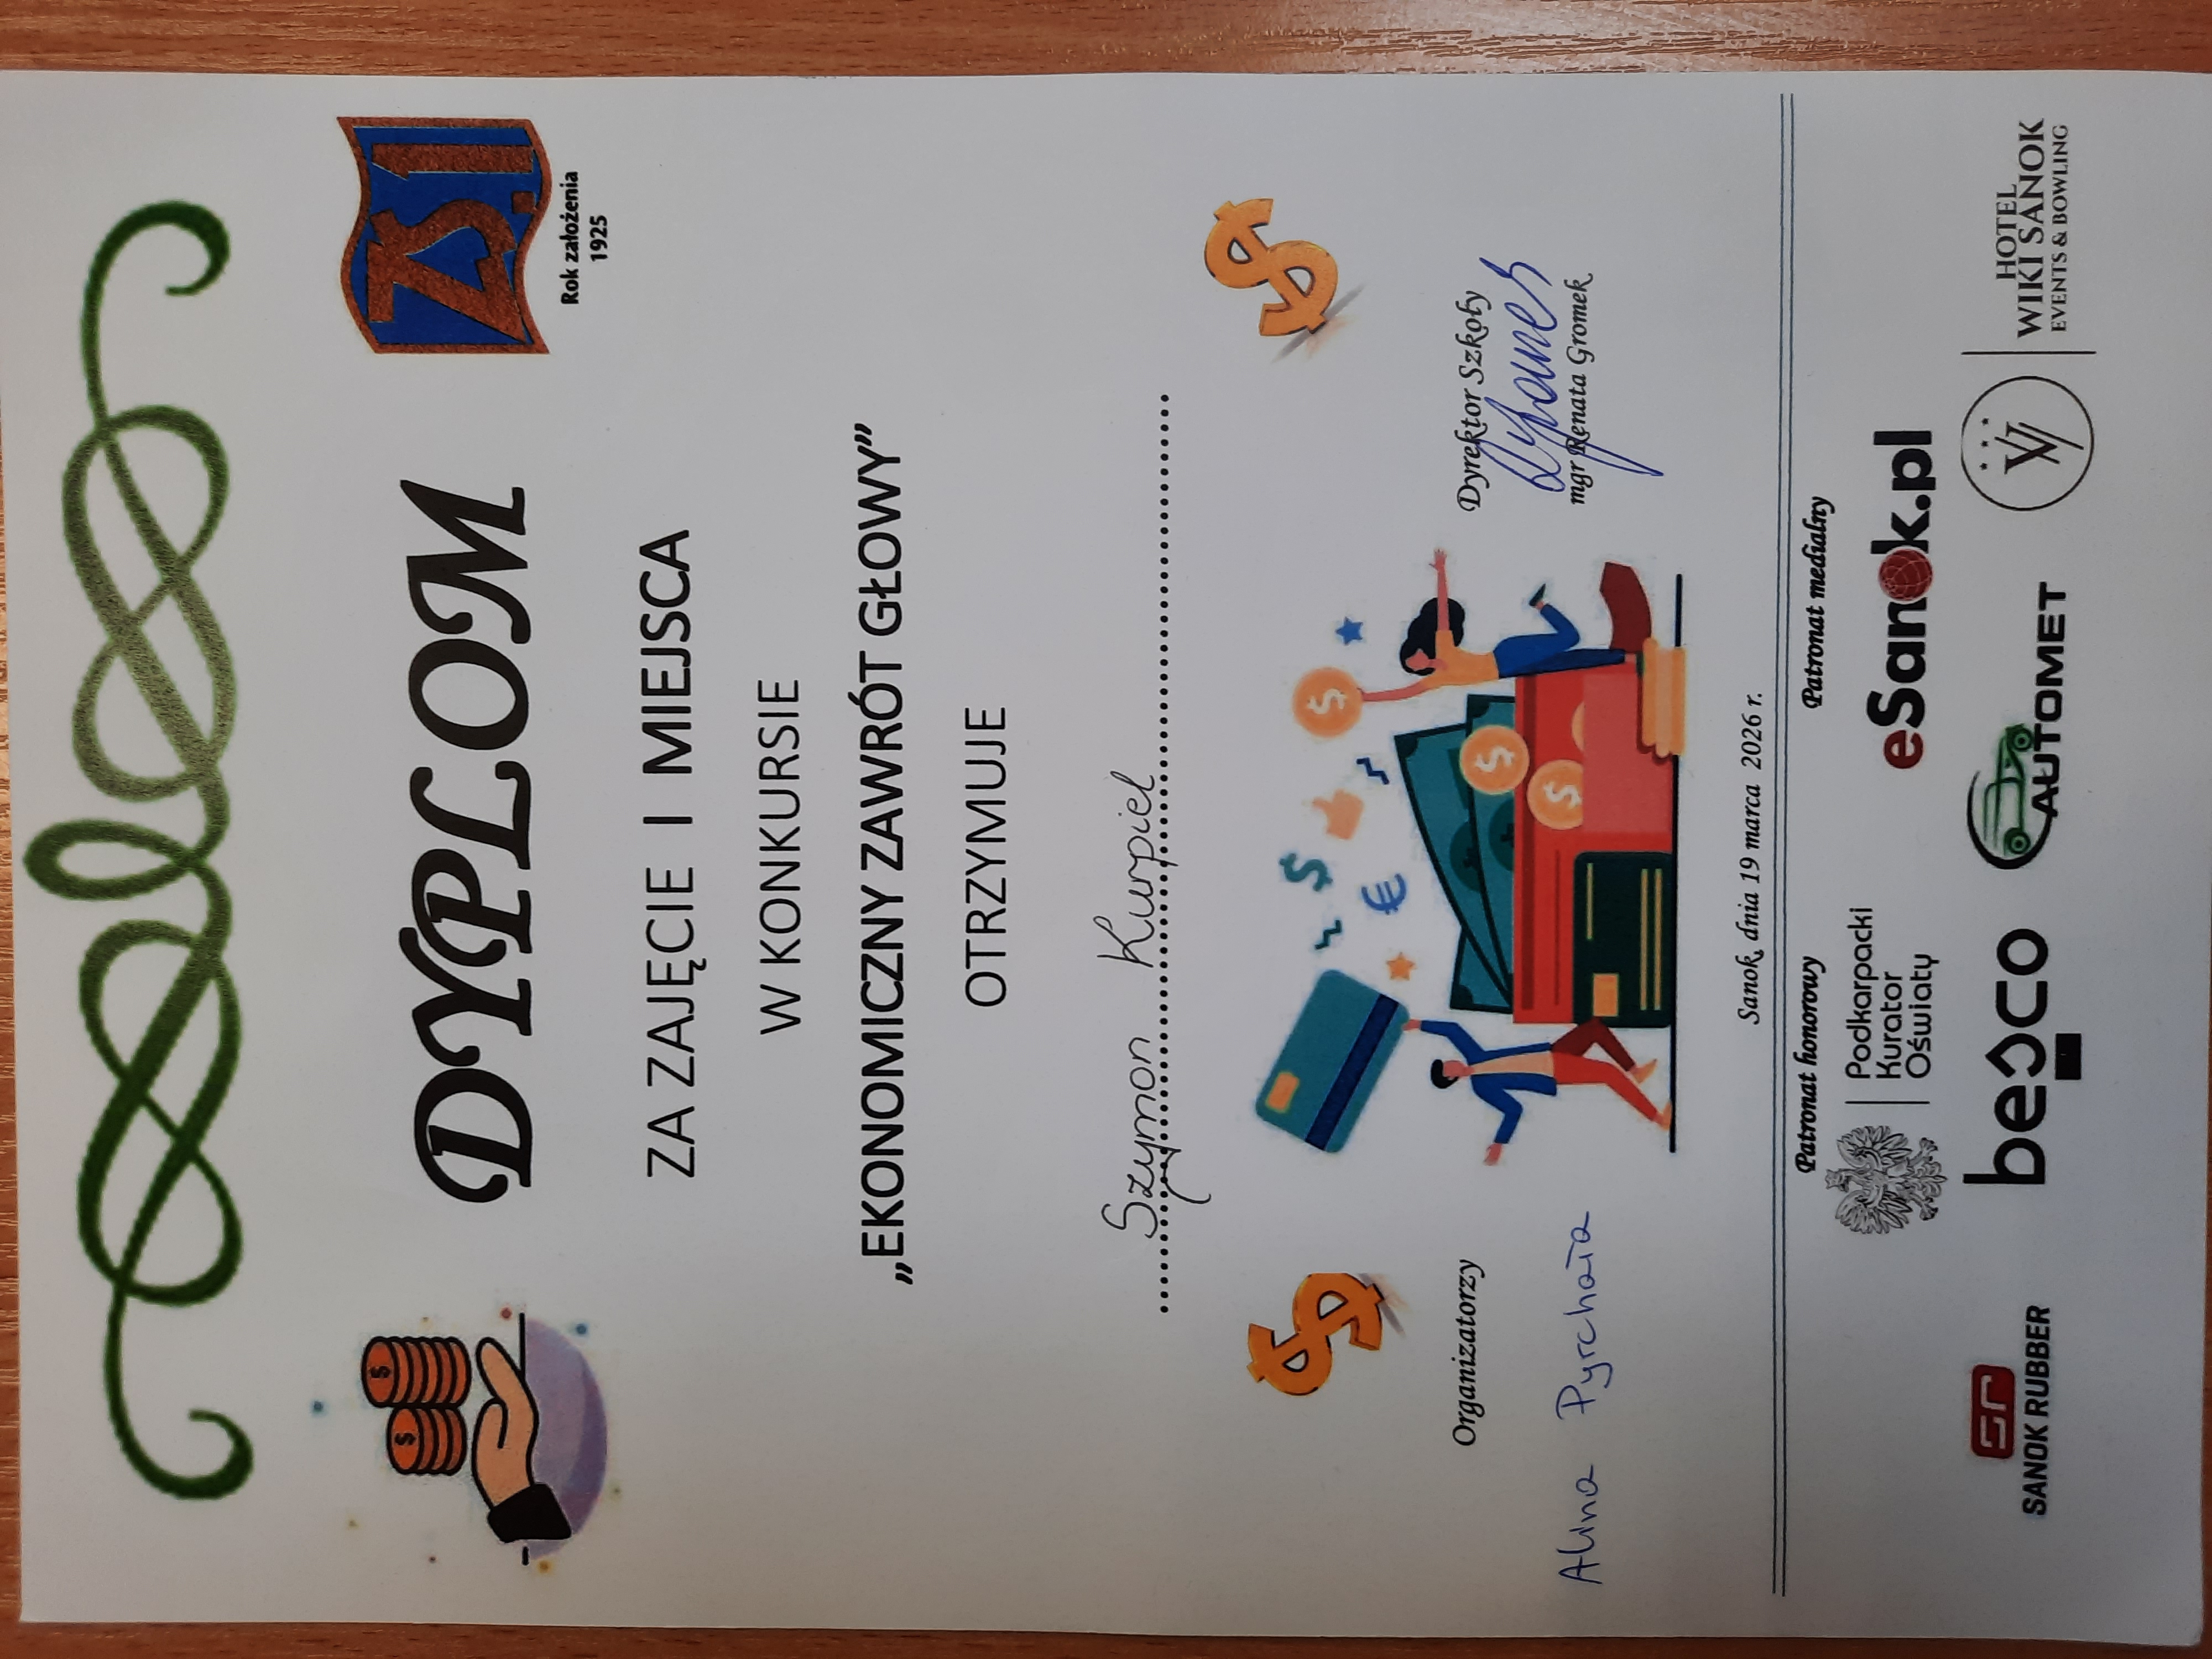 DYPLOM
ZS.1
Rok założenia
1925
ZA ZAJĘCIE I MIEJSCA
W KONKURSIE
„EKONOMICZNY ZAWRÓT GŁOWY”
OTRZYMUJE
Szymon Kurpiel
Organizatorzy
Alina Pyrchała
Dyrektor Szkoły
mgr Renata Gromek
Sanok, dnia 19 marca 2026 r.
Patronat honorowy
Podkarpacki
Kurator
Oświaty
Patronat medialny
eSanok.pl
SANOK RUBBER
besco
AUTOMET
HOTEL
WIKI SANOK
EVENTS & BOWLING